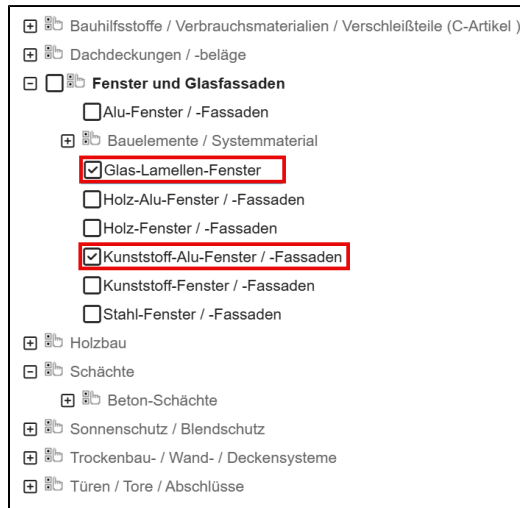 Bauhilfsstoffe / Verbrauchsmaterialien / Verschleißteile (C-Artikel )
Dachdeckungen / -beläge
Fenster und Glasfassaden
Alu-Fenster / -Fassaden
Bauelemente / Systemmaterial
Glas-Lamellen-Fenster
Holz-Alu-Fenster / -Fassaden
Holz-Fenster / -Fassaden
Kunststoff-Alu-Fenster / -Fassaden
Kunststoff-Fenster / -Fassaden
Stahl-Fenster / -Fassaden
Holzbau
Schächte
Beton-Schächte
Sonnenschutz / Blendschutz
Trockenbau- / Wand- / Deckensysteme
Türen / Tore / Abschlüsse